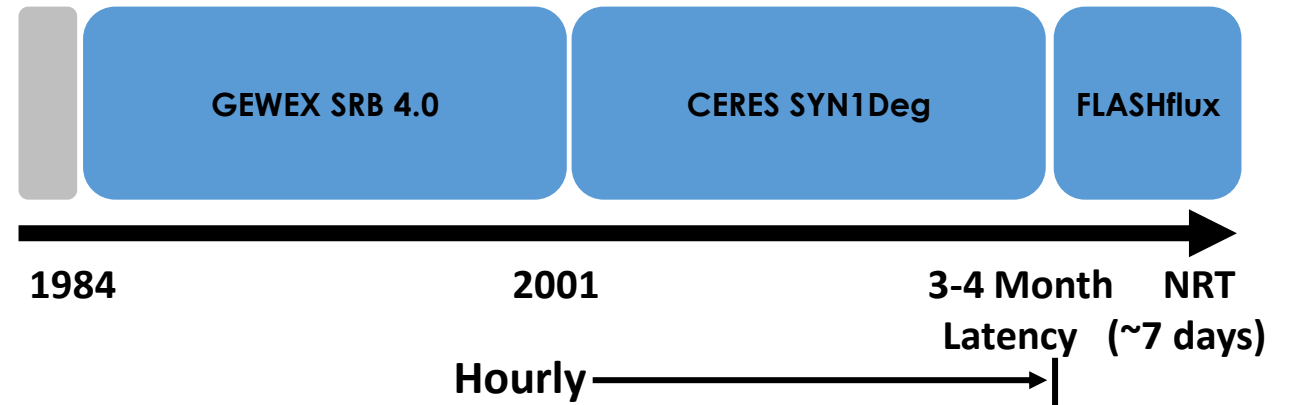 GEWEX SRB 4.0
CERES SYN1Deg
FLASHflux
1984
2001
3-4 Month
Latency
NRT
(~7 days)
Hourly